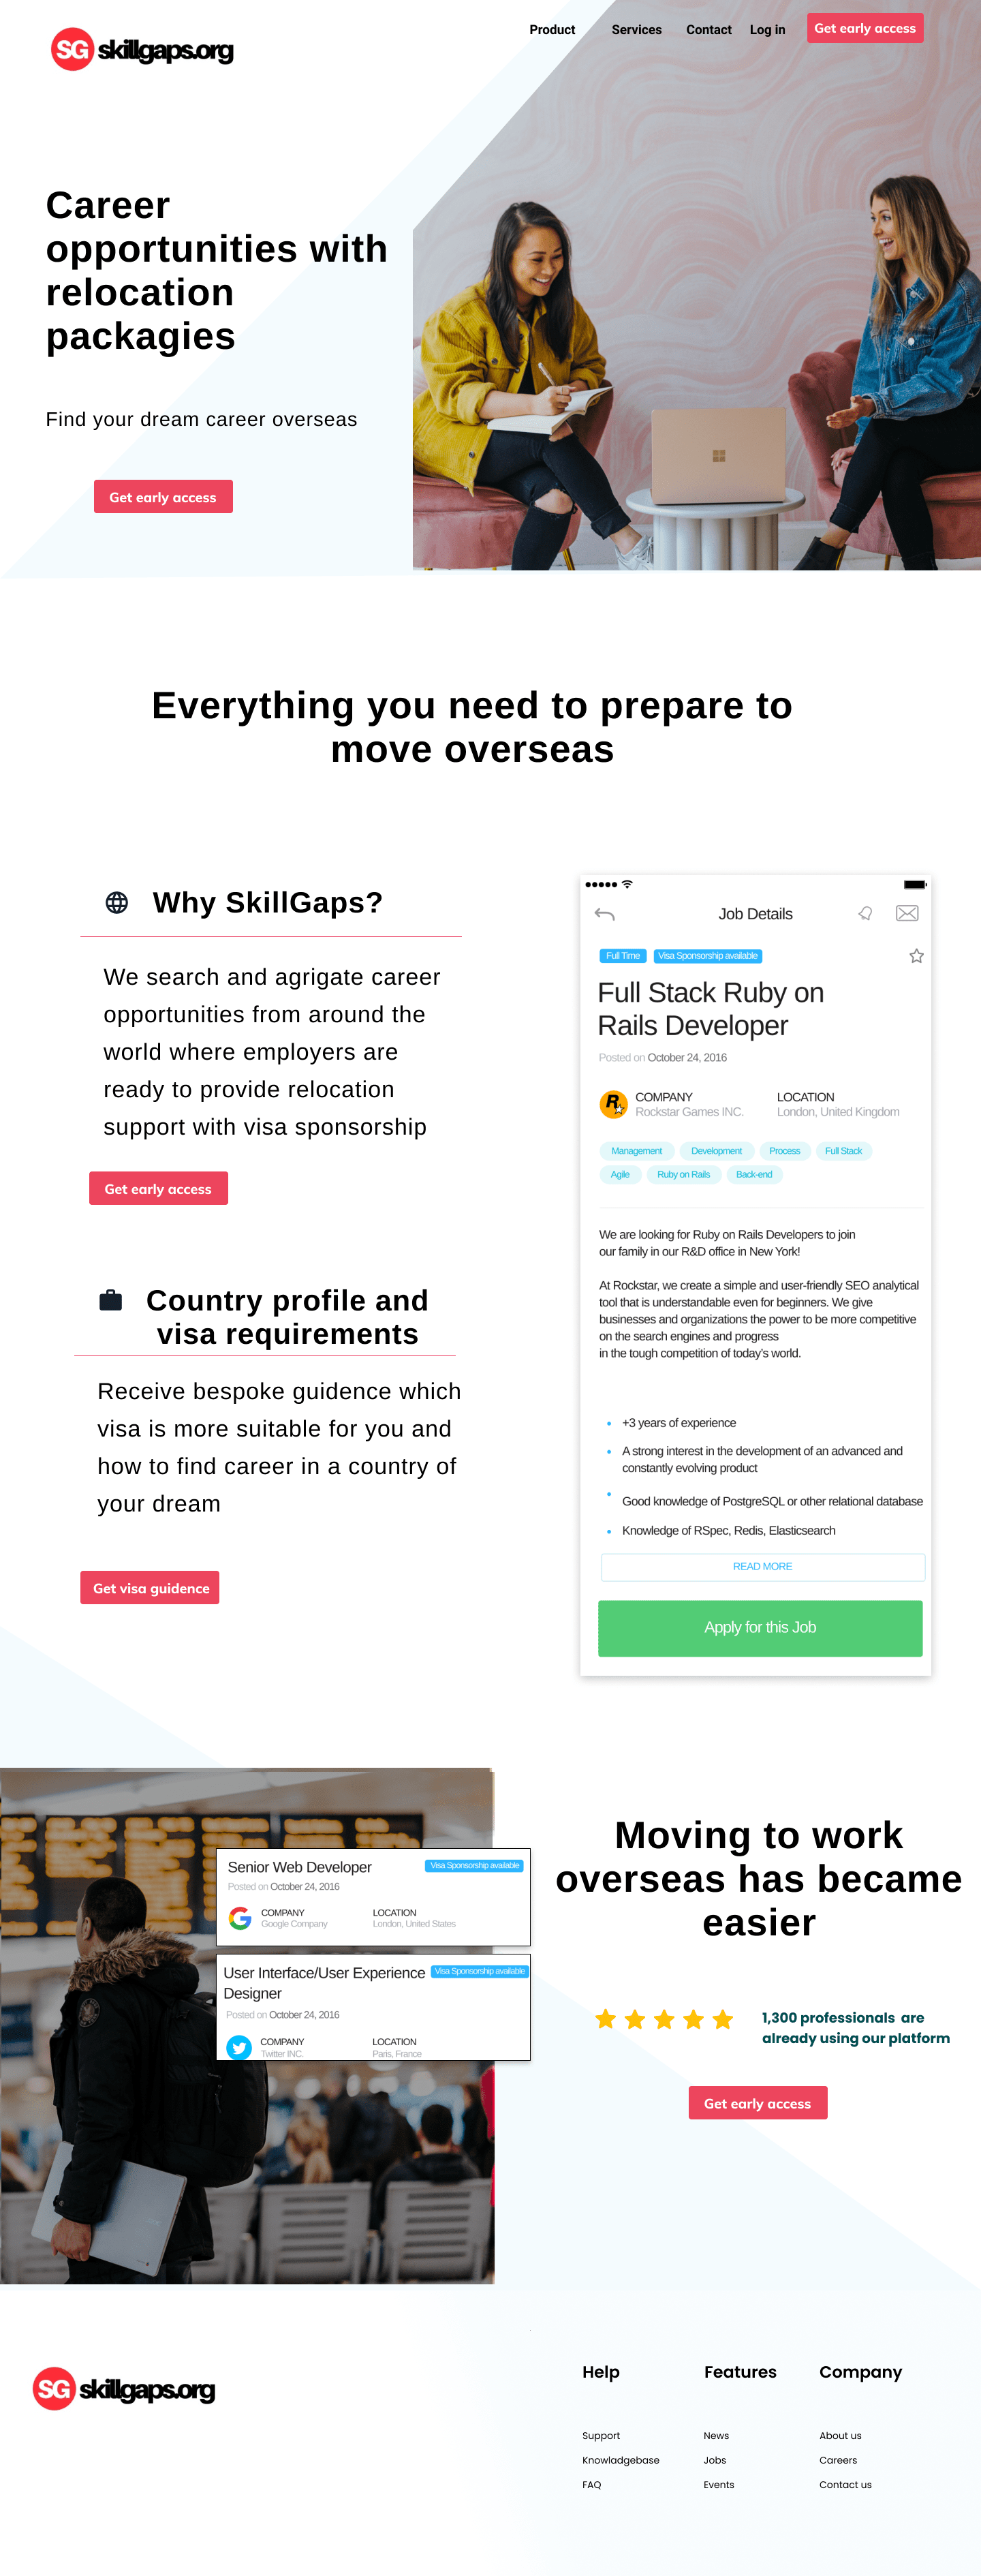 SG skillgaps.org
Product Services Contact Log in Get early access
Career
opportunities with
relocation
packagies
Find your dream career overseas
Get early access
Everything you need to prepare to
move overseas
Why SkillGaps?
We search and agrigate career
opportunities from around the
world where employers are
ready to provide relocation
support with visa sponsorship
Get early access
Country profile and
visa requirements
Receive bespoke guidence which
visa is more suitable for you and
how to find career in a country of
your dream
Get visa guidence
Job Details
Full Time Visa Sponsorship available
Full Stack Ruby on
Rails Developer
Posted on October 24, 2016
R
COMPANY LOCATION
Rockstar Games INC. London, United Kingdom
Management Development Process Full Stack
Agile Ruby on Rails Back-end
We are looking for Ruby on Rails Developers to join
our family in our R&D office in New York!
At Rockstar, we create a simple and user-friendly SEO analytical
tool that is understandable even for beginners. We give
businesses and organizations the power to be more competitive
on the search engines and progress
in the tough competition of today's world.
+3 years of experience
A strong interest in the development of an advanced and
constantly evolving product
Good knowledge of PostgreSQL or other relational database
Knowledge of RSpec, Redis, Elasticsearch
READ MORE
Apply for this Job
Senior Web Developer Visa Sponsorship available
Posted on October 24, 2016
COMPANY LOCATION
Google Company London, United States
User Interface/User Experience Visa Sponsorship available
Designer
Posted on October 24, 2016
COMPANY LOCATION
Twitter INC. Paris, France
Moving to work
overseas has became
easier
1,300 professionals are
already using our platform
Get early access
SG skillgaps.org
Help Features Company
Support News About us
Knowladgebase Jobs Careers
FAQ Events Contact us